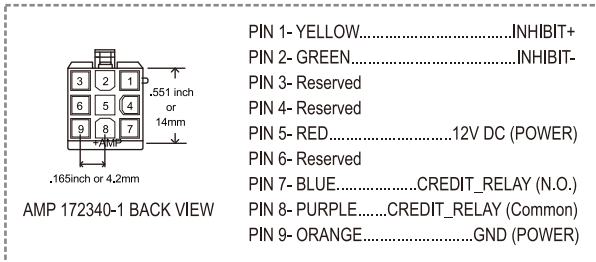 PIN 1- YELLOW....................................INHIBIT+
PIN 2- GREEN.....................................INHIBIT-
PIN 3- Reserved
PIN 4- Reserved
PIN 5- RED..............................12V DC (POWER)
PIN 6- Reserved
PIN 7- BLUE....................CREDIT_RELAY (N.O.)
PIN 8- PURPLE.......CREDIT_RELAY (Common)
PIN 9- ORANGE...........................GND (POWER)
3 2 1
6 5 4
9 8 7
+AMP
.551 inch
or
14mm
.165inch or 4.2mm
AMP 172340-1 BACK VIEW